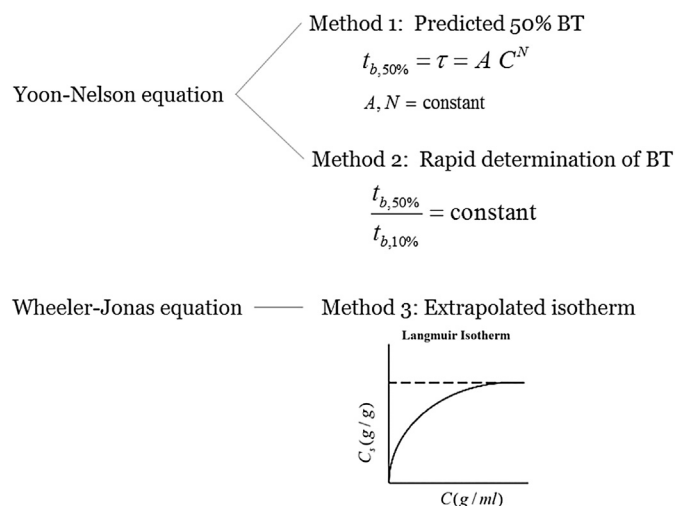 Method 1: Predicted 50% BT
t_{b,50%} = τ = A C^N
Yoon-Nelson equation
A, N = constant
Method 2: Rapid determination of BT
t_{b,50%} / t_{b,10%} = constant
Wheeler-Jonas equation
Method 3: Extrapolated isotherm
Langmuir Isotherm
C_s(g/g)
C(g/ml)